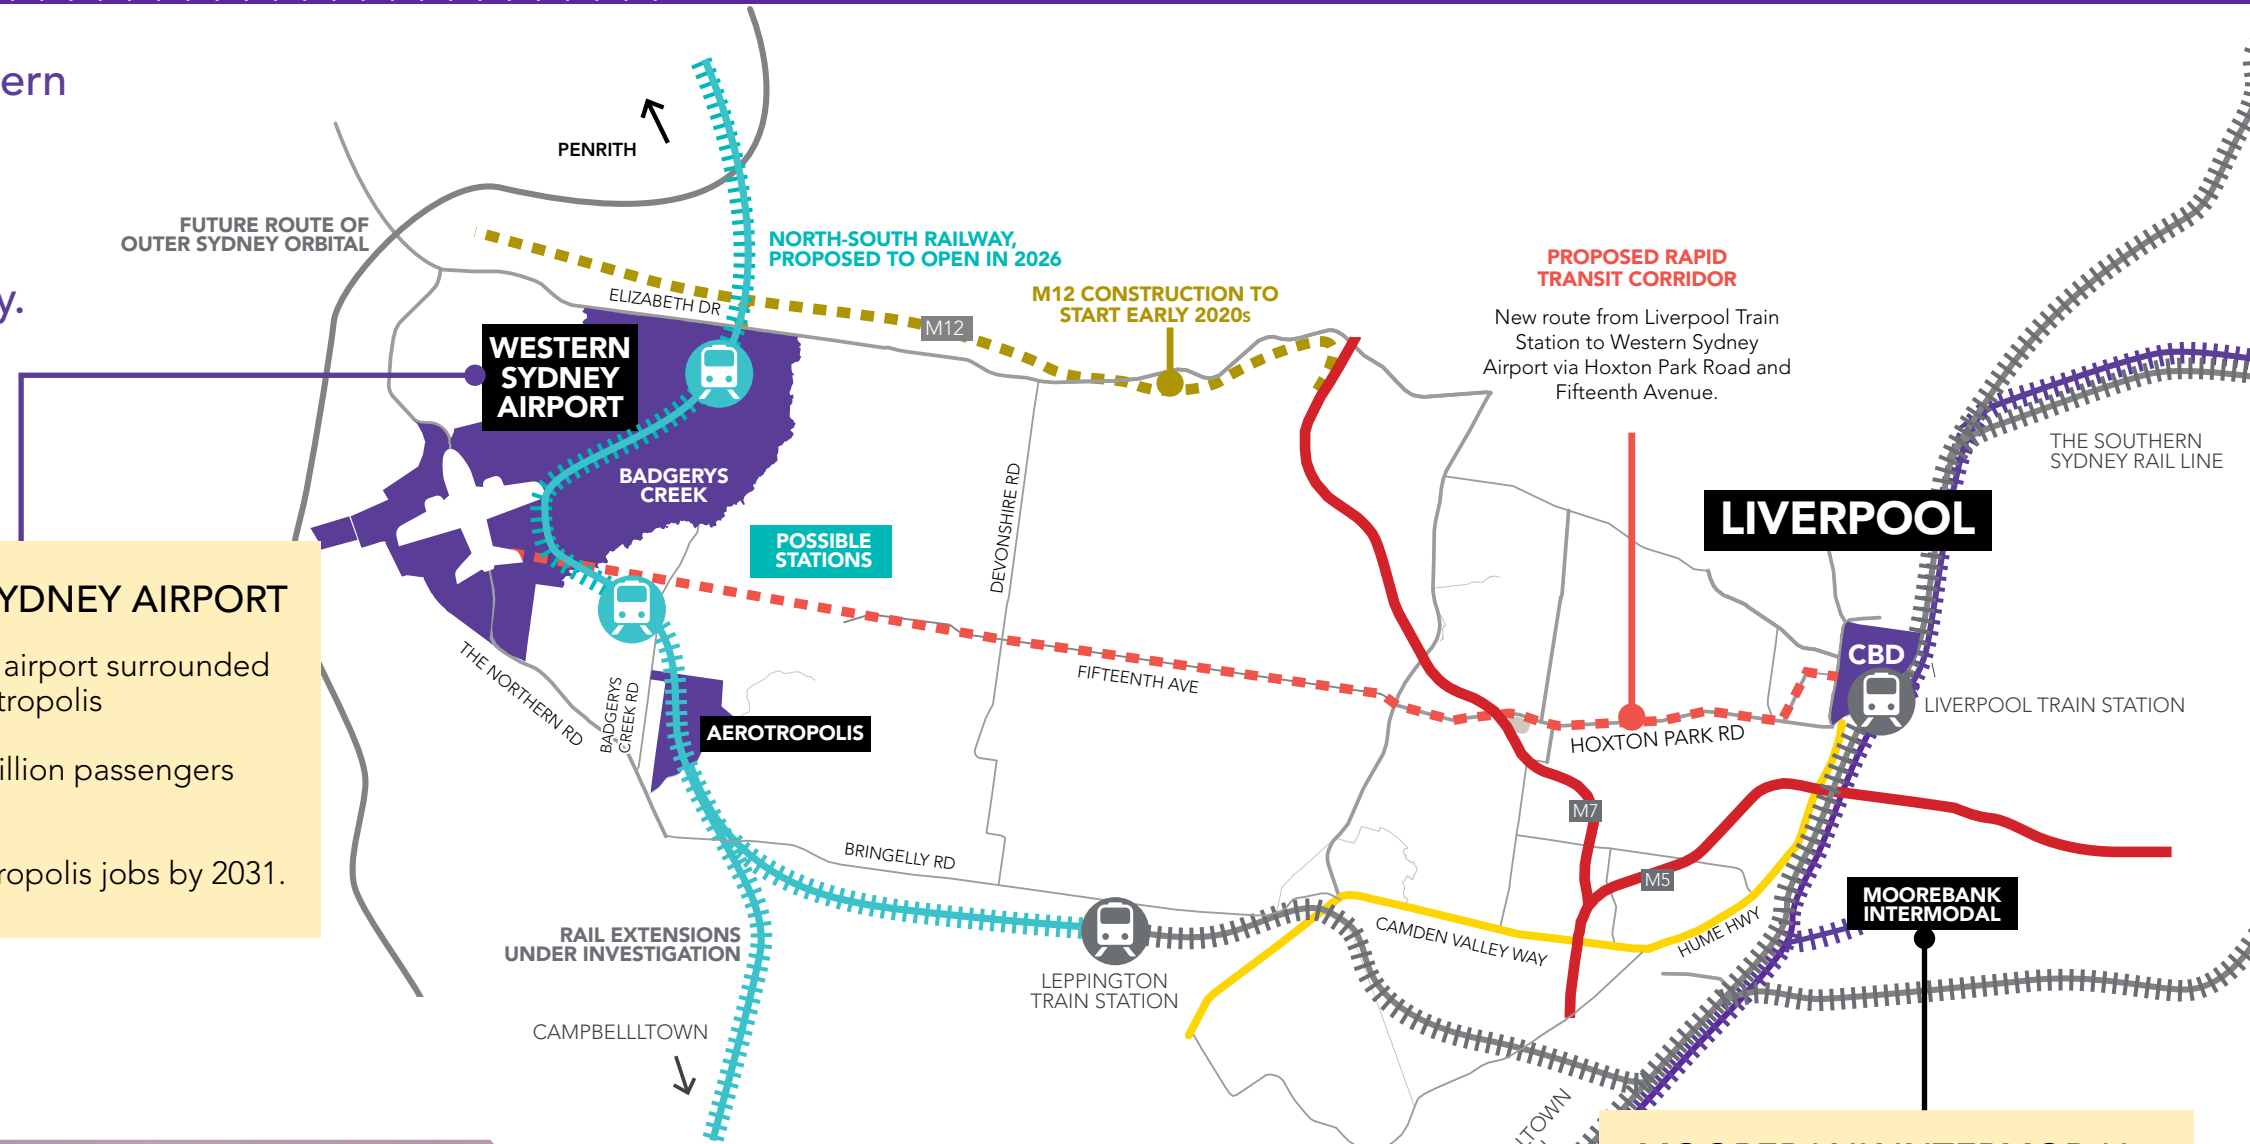 ern
y.
PENRITH
FUTURE ROUTE OF
OUTER SYDNEY ORBITAL
NORTH-SOUTH RAILWAY,
PROPOSED TO OPEN IN 2026
ELIZABETH DR
M12
M12 CONSTRUCTION TO
START EARLY 2020s
PROPOSED RAPID
TRANSIT CORRIDOR
New route from Liverpool Train
Station to Western Sydney
Airport via Hoxton Park Road and
Fifteenth Avenue.
WESTERN
SYDNEY
AIRPORT
BADGERYS
CREEK
POSSIBLE
STATIONS
DEVONSHIRE RD
THE SOUTHERN
SYDNEY RAIL LINE
LIVERPOOL
CBD
LIVERPOOL TRAIN STATION
YDNEY AIRPORT
airport surrounded
tropolis
illion passengers
ropolis jobs by 2031.
THE NORTHERN RD
BADGERYS
CREEK RD
AEROTROPOLIS
FIFTEENTH AVE
HOXTON PARK RD
M7
M5
BRINGELLY RD
CAMDEN VALLEY WAY
HUME HWY
MOOREBANK
INTERMODAL
RAIL EXTENSIONS
UNDER INVESTIGATION
LEPPINGTON
TRAIN STATION
CAMPBELLLTOWN
LTOWN